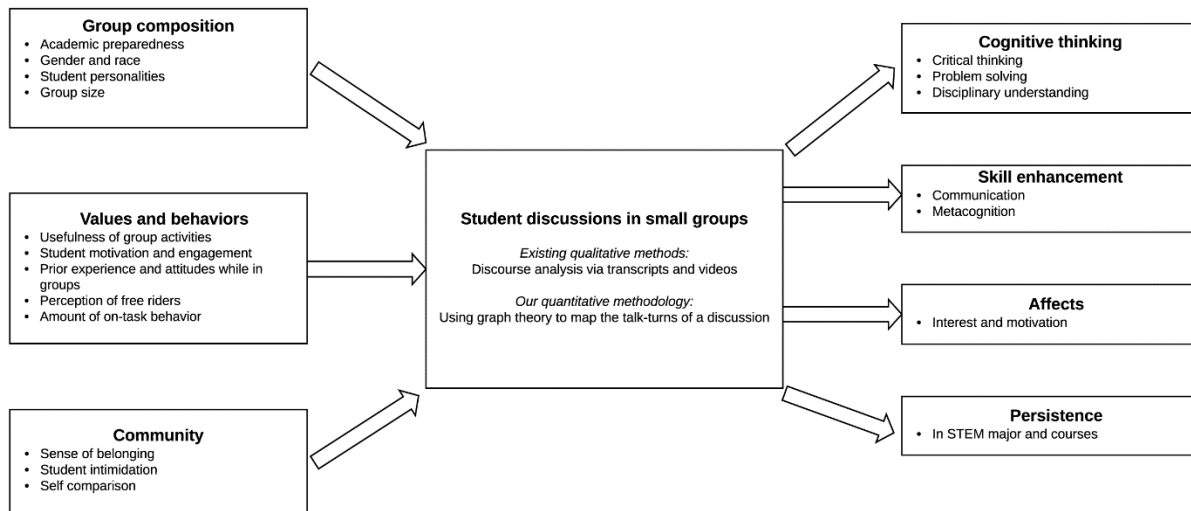 Group composition
• Academic preparedness
• Gender and race
• Student personalities
• Group size
Values and behaviors
• Usefulness of group activities
• Student motivation and engagement
• Prior experience and attitudes while in
groups
• Perception of free riders
• Amount of on-task behavior
Community
• Sense of belonging
• Student intimidation
• Self comparison
Student discussions in small groups
Existing qualitative methods:
Discourse analysis via transcripts and videos
Our quantitative methodology:
Using graph theory to map the talk-turns of a discussion
Cognitive thinking
• Critical thinking
• Problem solving
• Disciplinary understanding
Skill enhancement
• Communication
• Metacognition
Affects
• Interest and motivation
Persistence
• In STEM major and courses